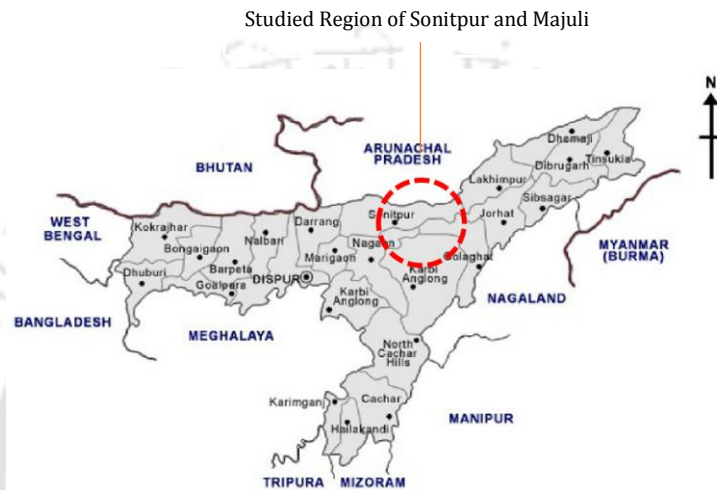 Studied Region of Sonitpur and Majuli
N
ARUNACHAL
PRADESH
BHUTAN
Dhemaji
Dibrugarh
Tinsukia
Lakhimpur
Sibsagar
WEST
BENGAL
Kokrajhar
Bongaigaon
Nalbari
Darrang
Sonitpur
Jorhat
Nagaon
Marigaon
Golaghat
MYANMAR
(BURMA)
Dhuburi
Barpeta
Goalpara
DISPUR
Karbi
Anglong
Karbi
Anglong
NAGALAND
BANGLADESH
MEGHALAYA
North
Cachar
Hills
Karimganj
Cachar
Hailakandi
MANIPUR
TRIPURA
MIZORAM